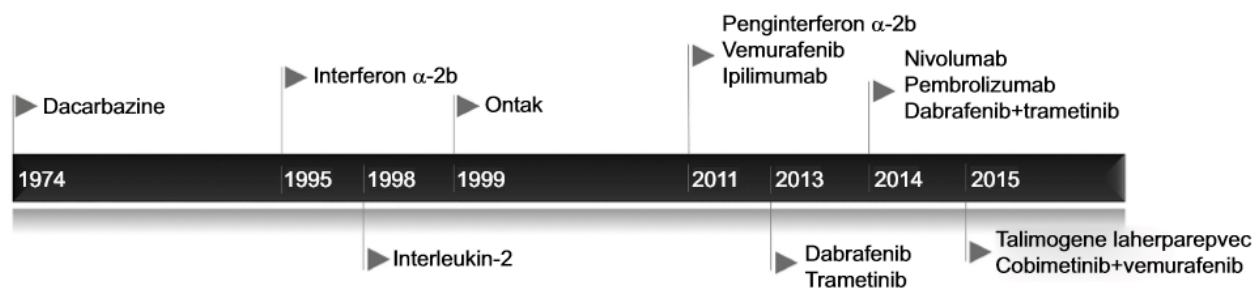 Penginterferon α-2b
Vemurafenib
Ipilimumab
Nivolumab
Pembrolizumab
Dabrafenib+trametinib
Interferon α-2b
Dacarbazine
Ontak
1974
1995
1998
1999
2011
2013
2014
2015
Interleukin-2
Dabrafenib
Trametinib
Talimogene laherparepvec
Cobimetinib+vemurafenib